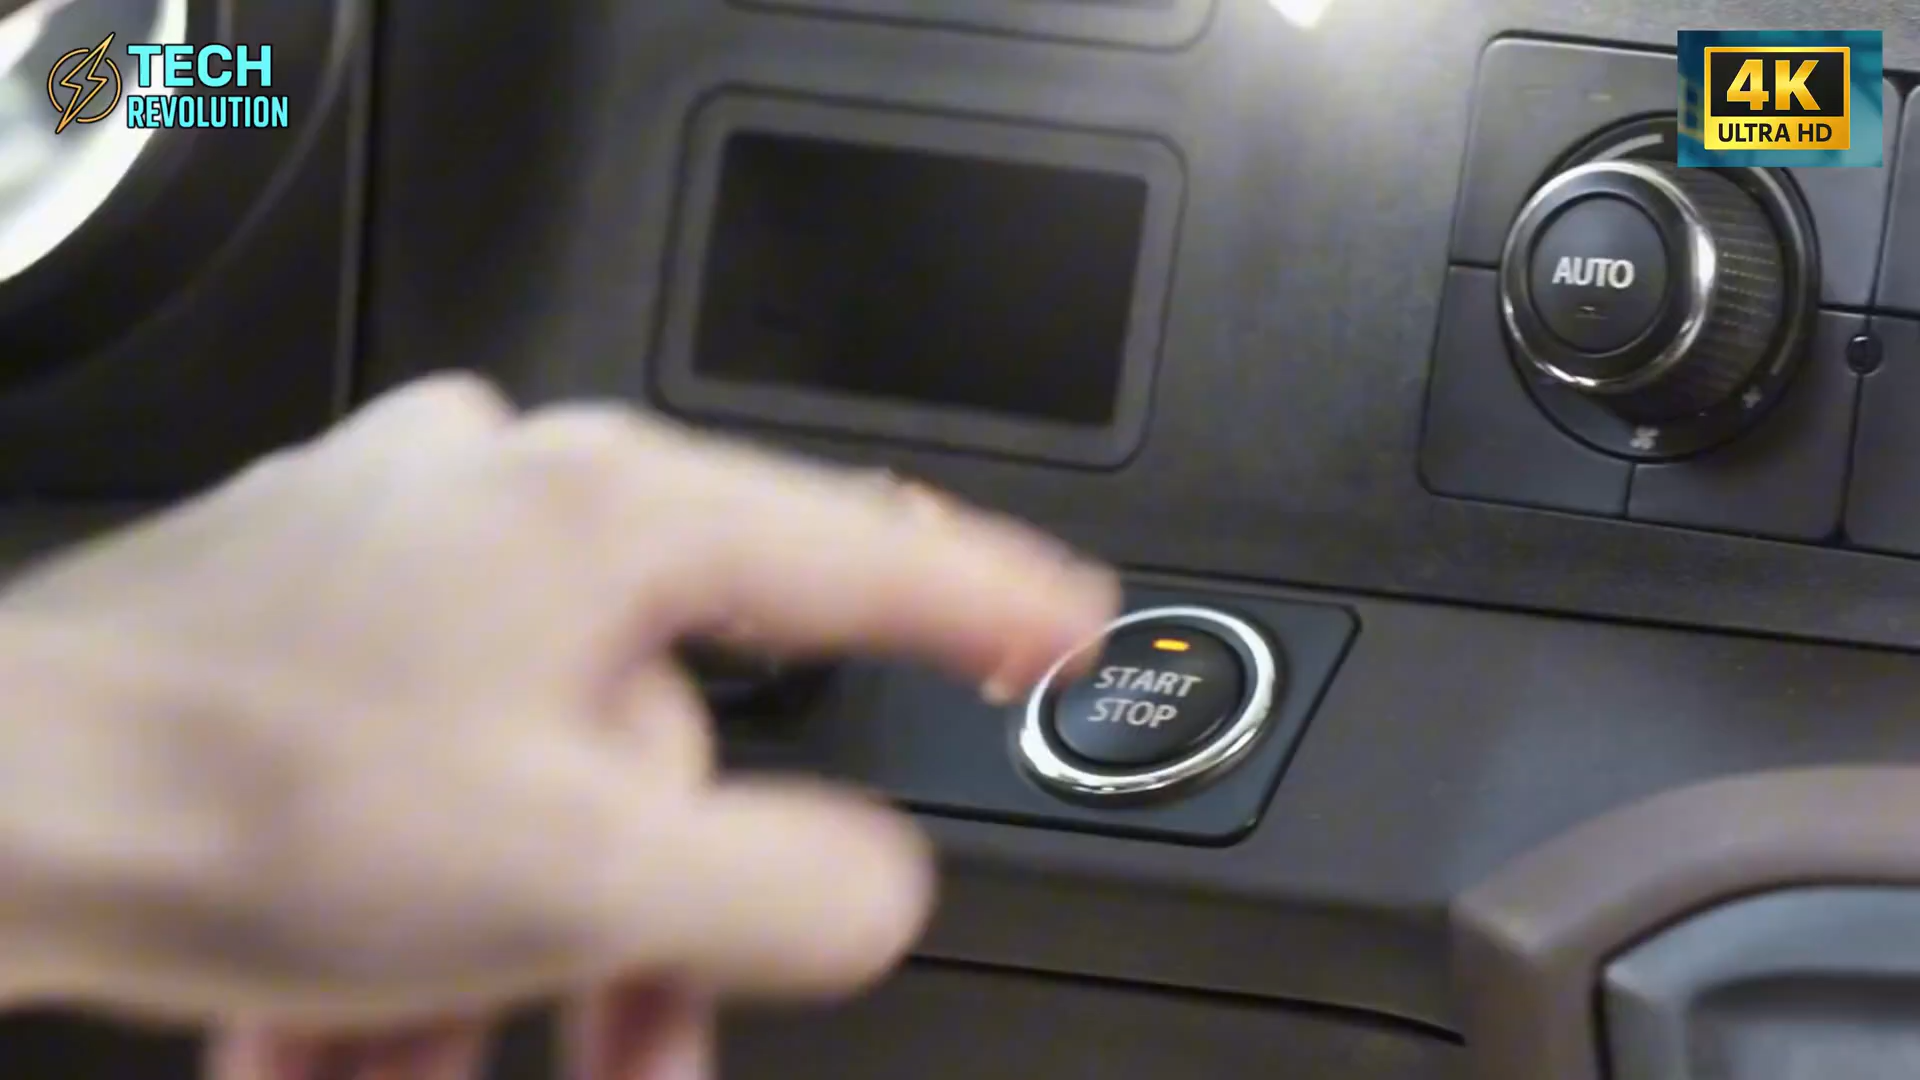 TECH
REVOLUTION
4K
ULTRA HD
AUTO
START
STOP